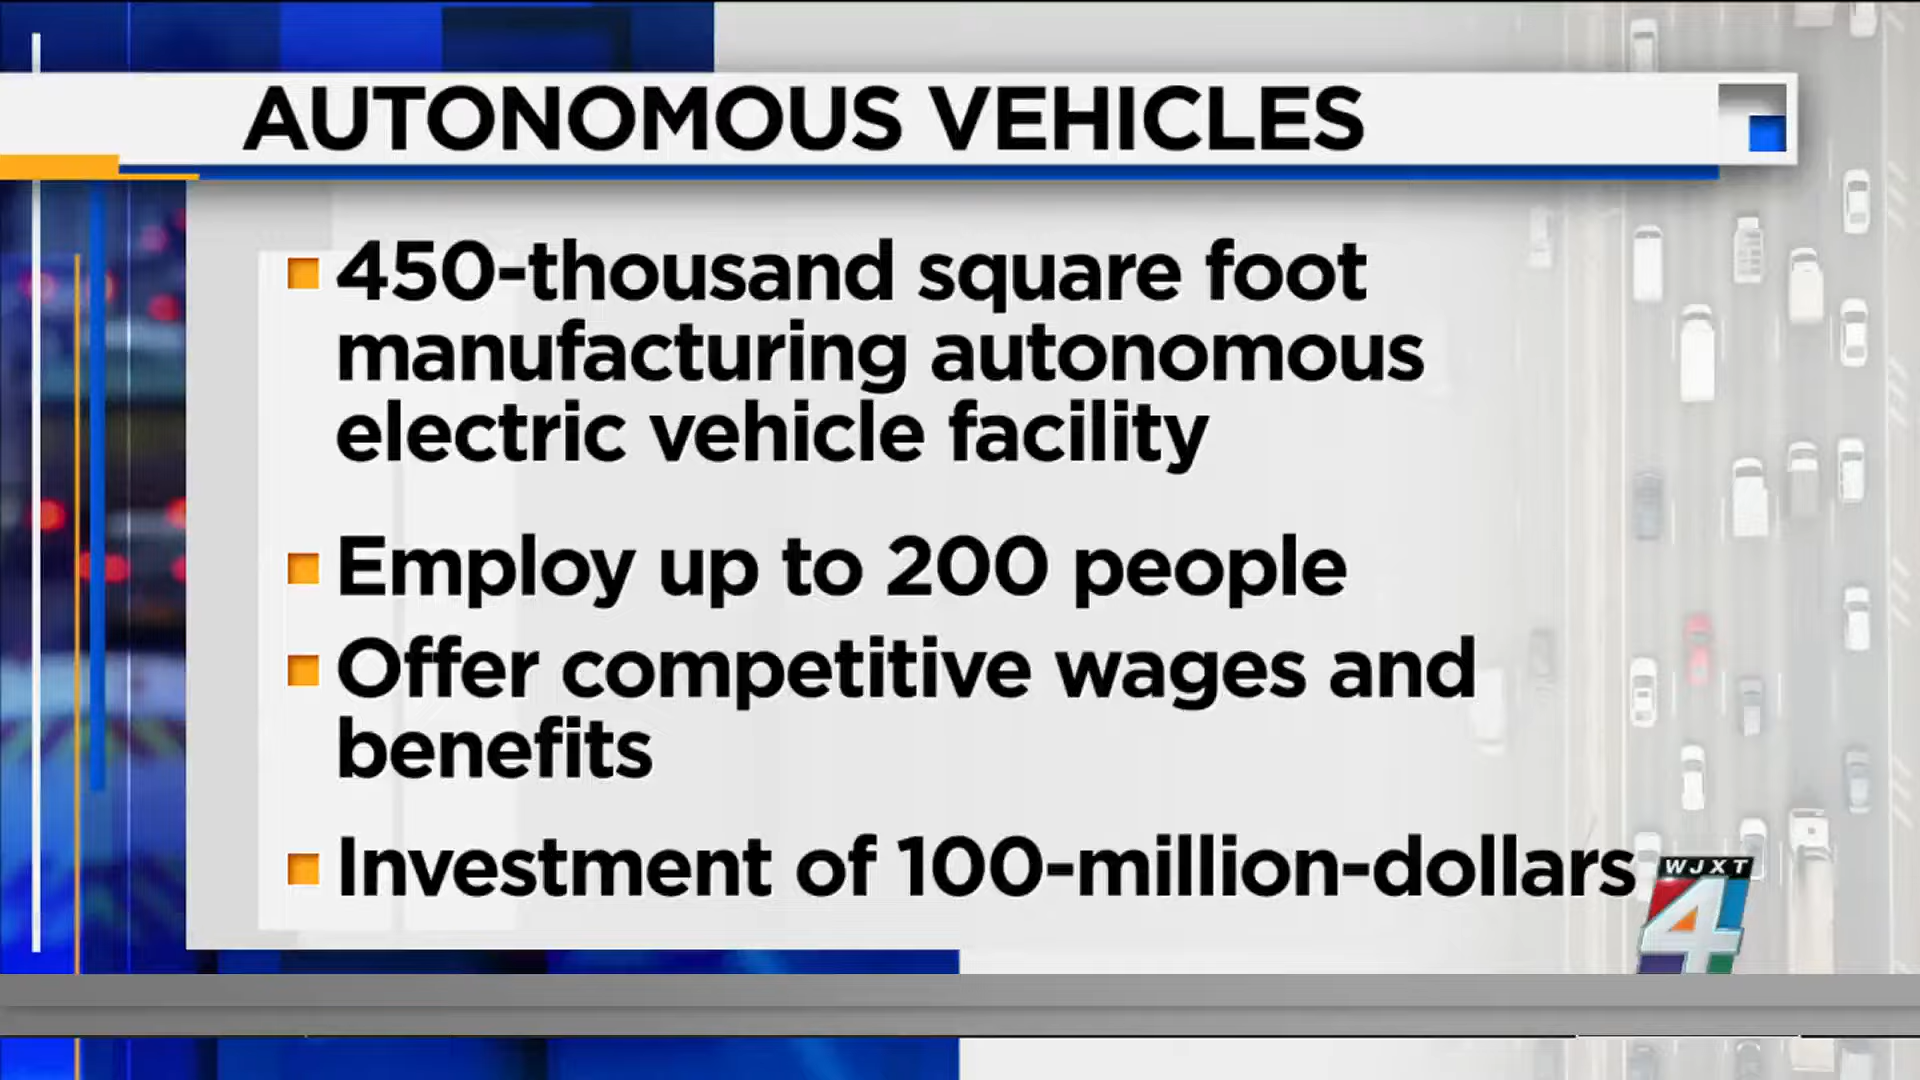 AUTONOMOUS VEHICLES
450-thousand square foot
manufacturing autonomous
electric vehicle facility
Employ up to 200 people
Offer competitive wages and
benefits
Investment of 100-million-dollars
WJXT
4